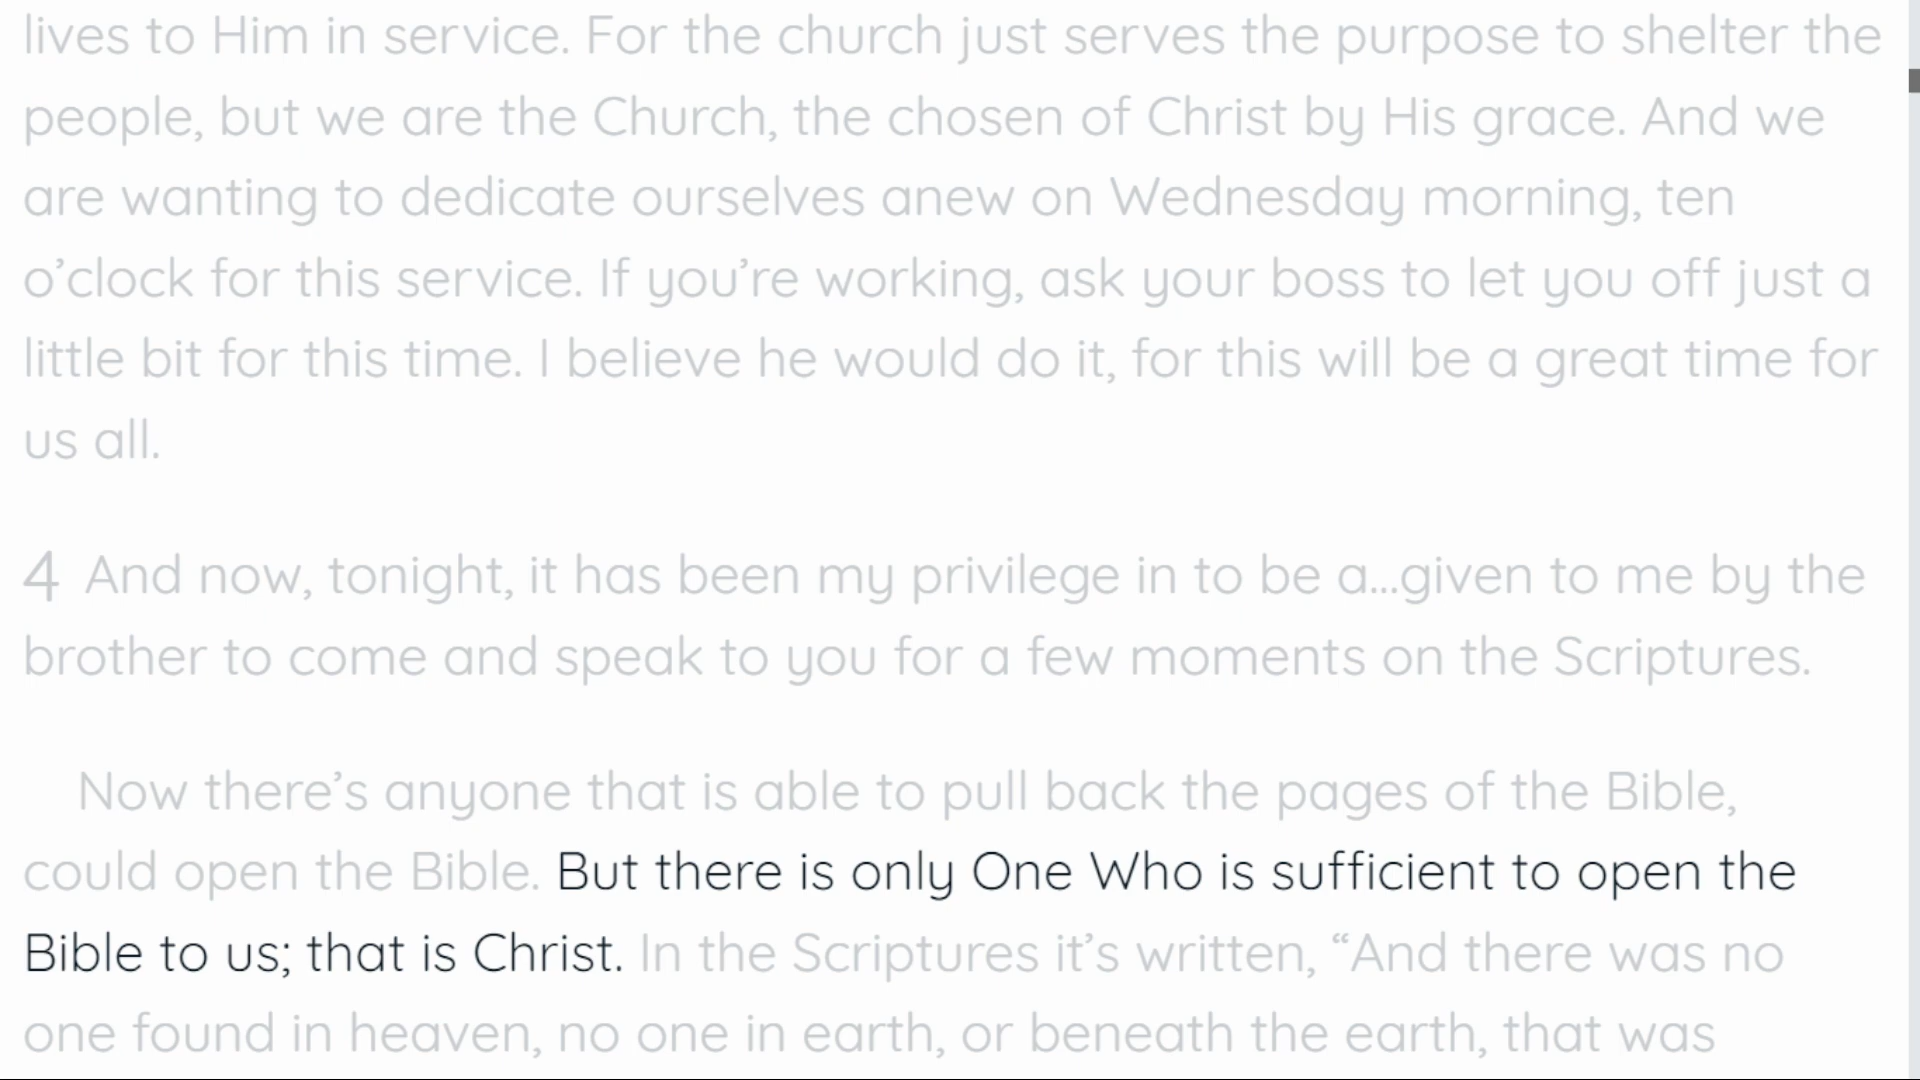 lives to Him in service. For the church just serves the purpose to shelter the
people, but we are the Church, the chosen of Christ by His grace. And we
are wanting to dedicate ourselves anew on Wednesday morning, ten
o’clock for this service. If you’re working, ask your boss to let you off just a
little bit for this time. I believe he would do it, for this will be a great time for
us all.
4 And now, tonight, it has been my privilege in to be a...given to me by the
brother to come and speak to you for a few moments on the Scriptures.
Now there’s anyone that is able to pull back the pages of the Bible,
could open the Bible. But there is only One Who is sufficient to open the
Bible to us; that is Christ. In the Scriptures it’s written, “And there was no
one found in heaven, no one in earth, or beneath the earth, that was